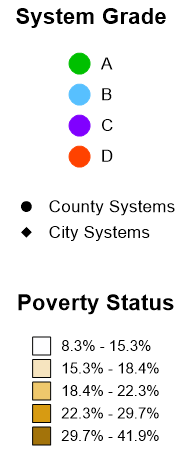 System Grade
A
B
C
D
County Systems
City Systems
Poverty Status
8.3% - 15.3%
15.3% - 18.4%
18.4% - 22.3%
22.3% - 29.7%
29.7% - 41.9%